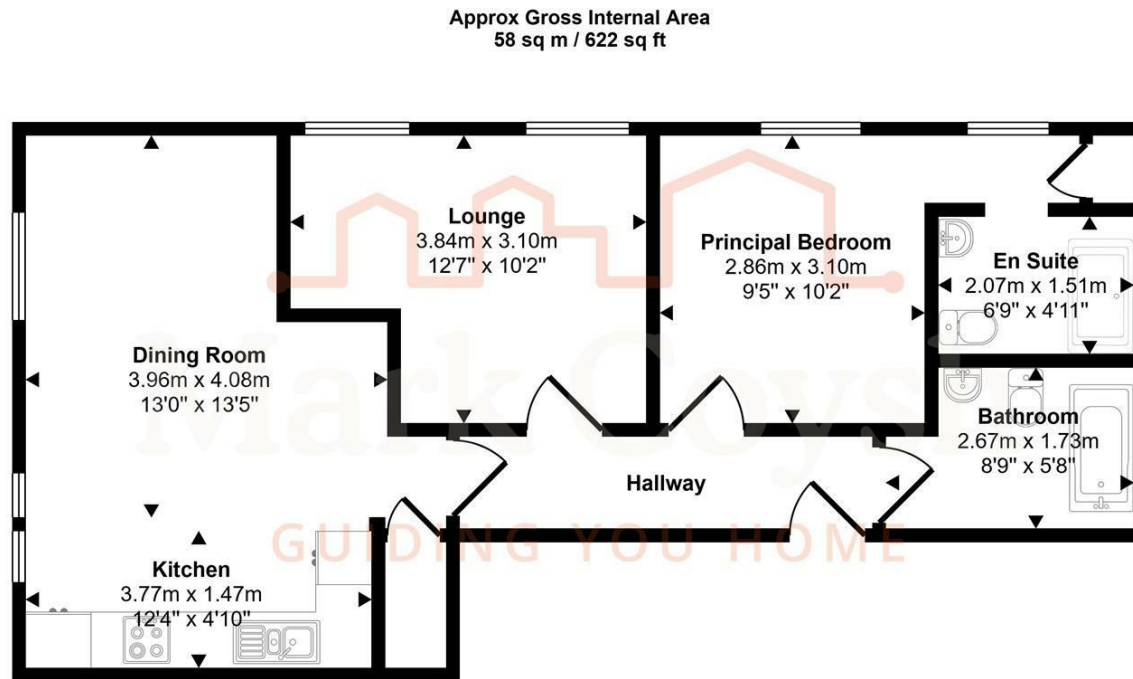 Approx Gross Internal Area
58 sq m / 622 sq ft
Lounge
3.84m x 3.10m
12'7" x 10'2"
Principal Bedroom
2.86m x 3.10m
9'5" x 10'2"
En Suite
2.07m x 1.51m
6'9" x 4'11"
Dining Room
3.96m x 4.08m
13'0" x 13'5"
Bathroom
2.67m x 1.73m
8'9" x 5'8"
Hallway
Kitchen
3.77m x 1.47m
12'4" x 4'10"
Mark Coysh
GUIDING YOU HOME